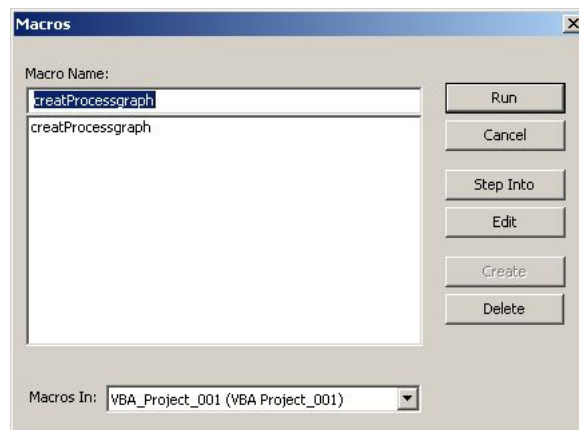 Macros
Macro Name:
creatProcessgraph
creatProcessgraph
Run
Cancel
Step Into
Edit
Create
Delete
Macros In: VBA_Project_001 (VBA Project_001)